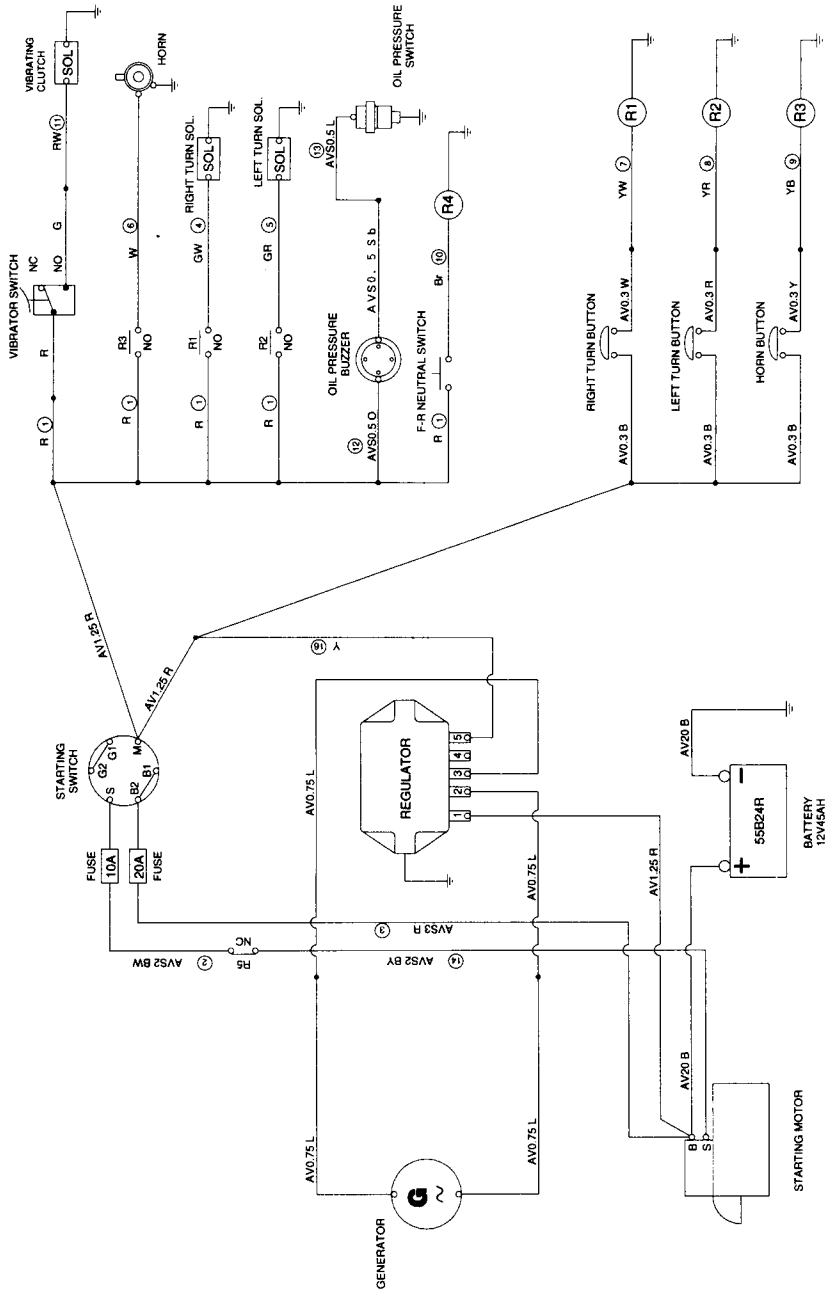 VIBRATING
CLUTCH
SOL
RW 11
G
NC
NO
VIBRATOR SWITCH
R
R 1
HORN
W 6
R3
NO
R 1
RIGHT TURN SOL.
SOL
GW 4
R1
NO
R 1
LEFT TURN SOL.
SOL
GR 5
R2
NO
R 1
OIL PRESSURE
SWITCH
13
AVS0.5 L
AVS0. 5 Sb
OIL PRESSURE
BUZZER
12
AVS0.5 O
R4
Br 10
F-R NEUTRAL SWITCH
R 1
R1
YW 7
AV0.3 W
RIGHT TURN BUTTON
AV0.3 B
R2
YR 8
AV0.3 R
LEFT TURN BUTTON
AV0.3 B
R3
YB 9
AV0.3 Y
HORN BUTTON
AV0.3 B
AV1.25 R
AV1.25 R
STARTING
SWITCH
G2
G1
S
M
B2
B1
FUSE
10A
20A
FUSE
16 Y
AV0.75 L
REGULATOR
1 2 3 4 5
AV0.75 L
AV1.25 R
2 AVS2 BW
R5
NC
3 AVS3 R
14 AVS2 BY
AV20 B
55B24R
+ −
BATTERY
12V45AH
AV20 B
AV0.75 L
AV0.75 L
G
~
GENERATOR
B
S
STARTING MOTOR